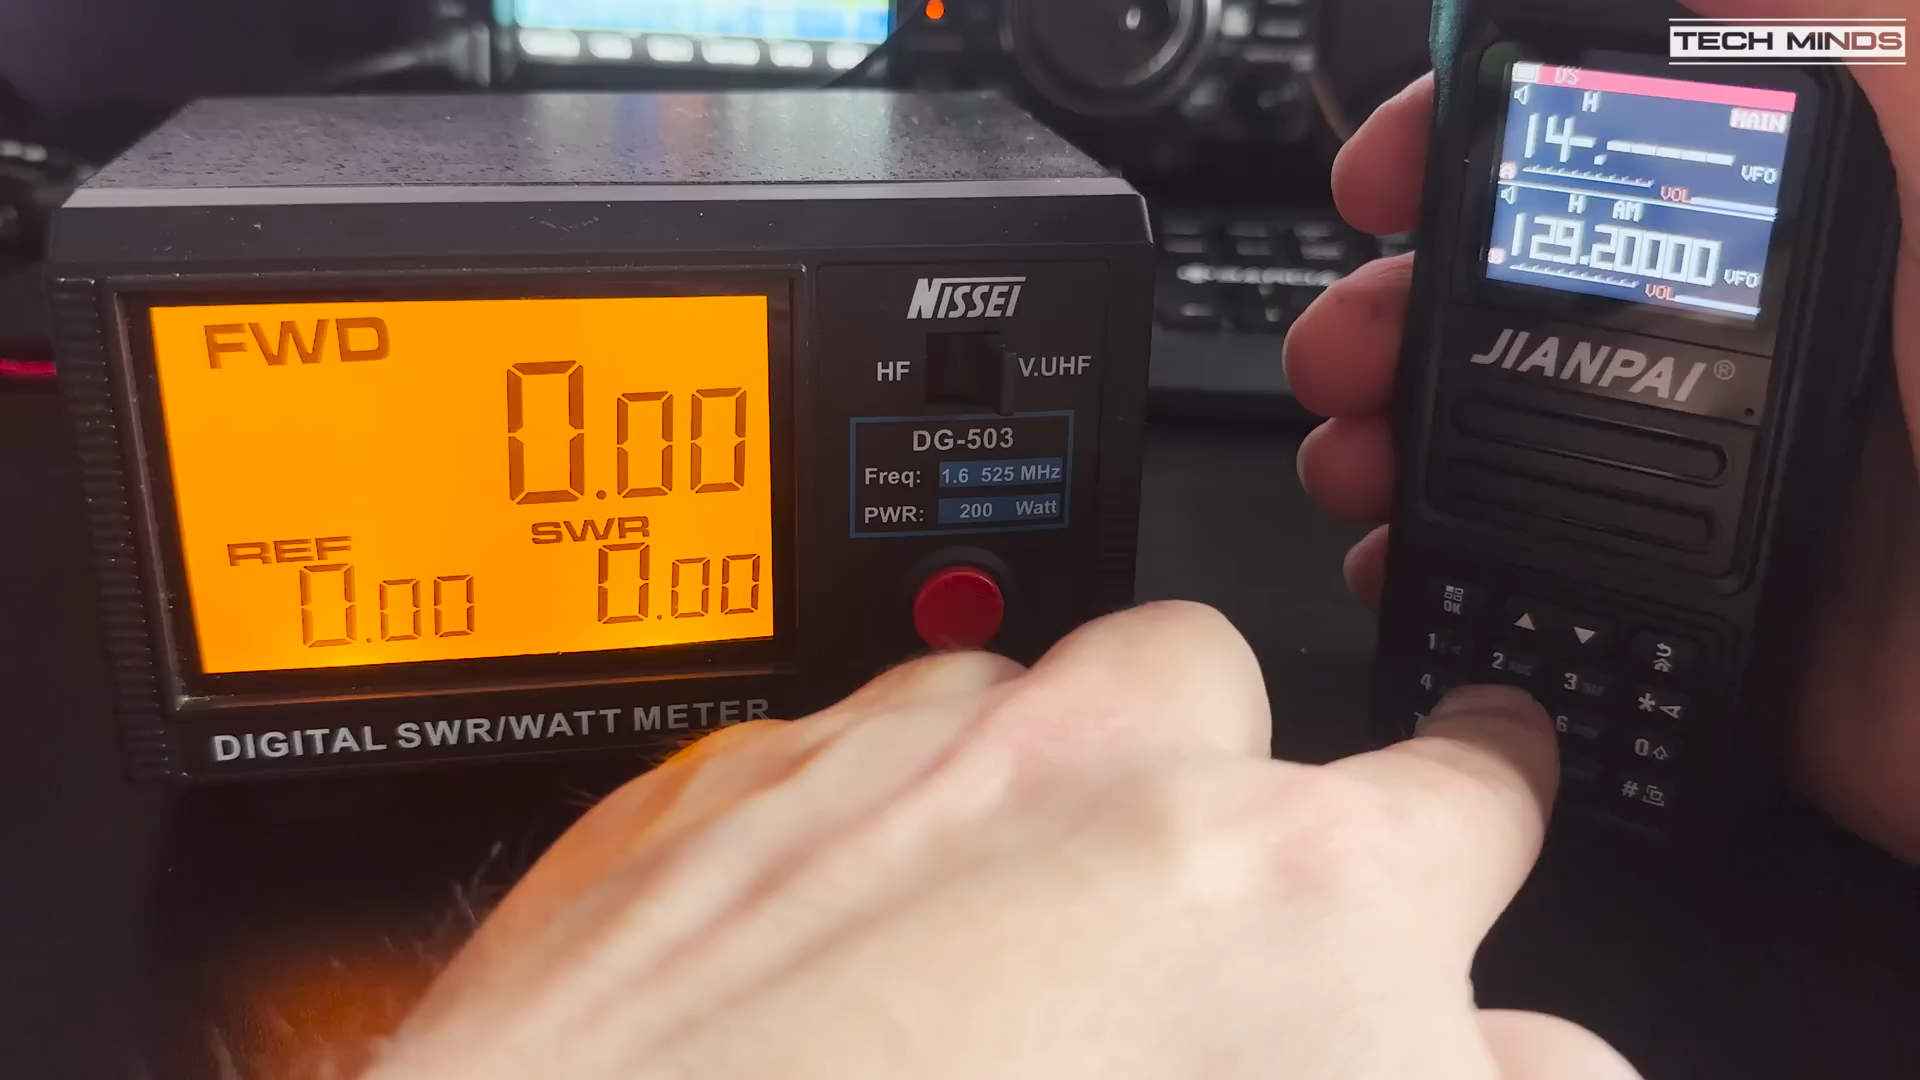 TECH MINDS
DS
H
MAIN
14-.-----
VFO
VOL
H AM
129.20000
VFO
VOL
JIANPAI®
NISSEI
HF V.UHF
DG-503
Freq: 1.6 525 MHz
PWR: 200 Watt
FWD
0.00
SWR
REF
0.00
0.00
DIGITAL SWR/WATT METER
OK
1
2
3
4
6
*
0
#